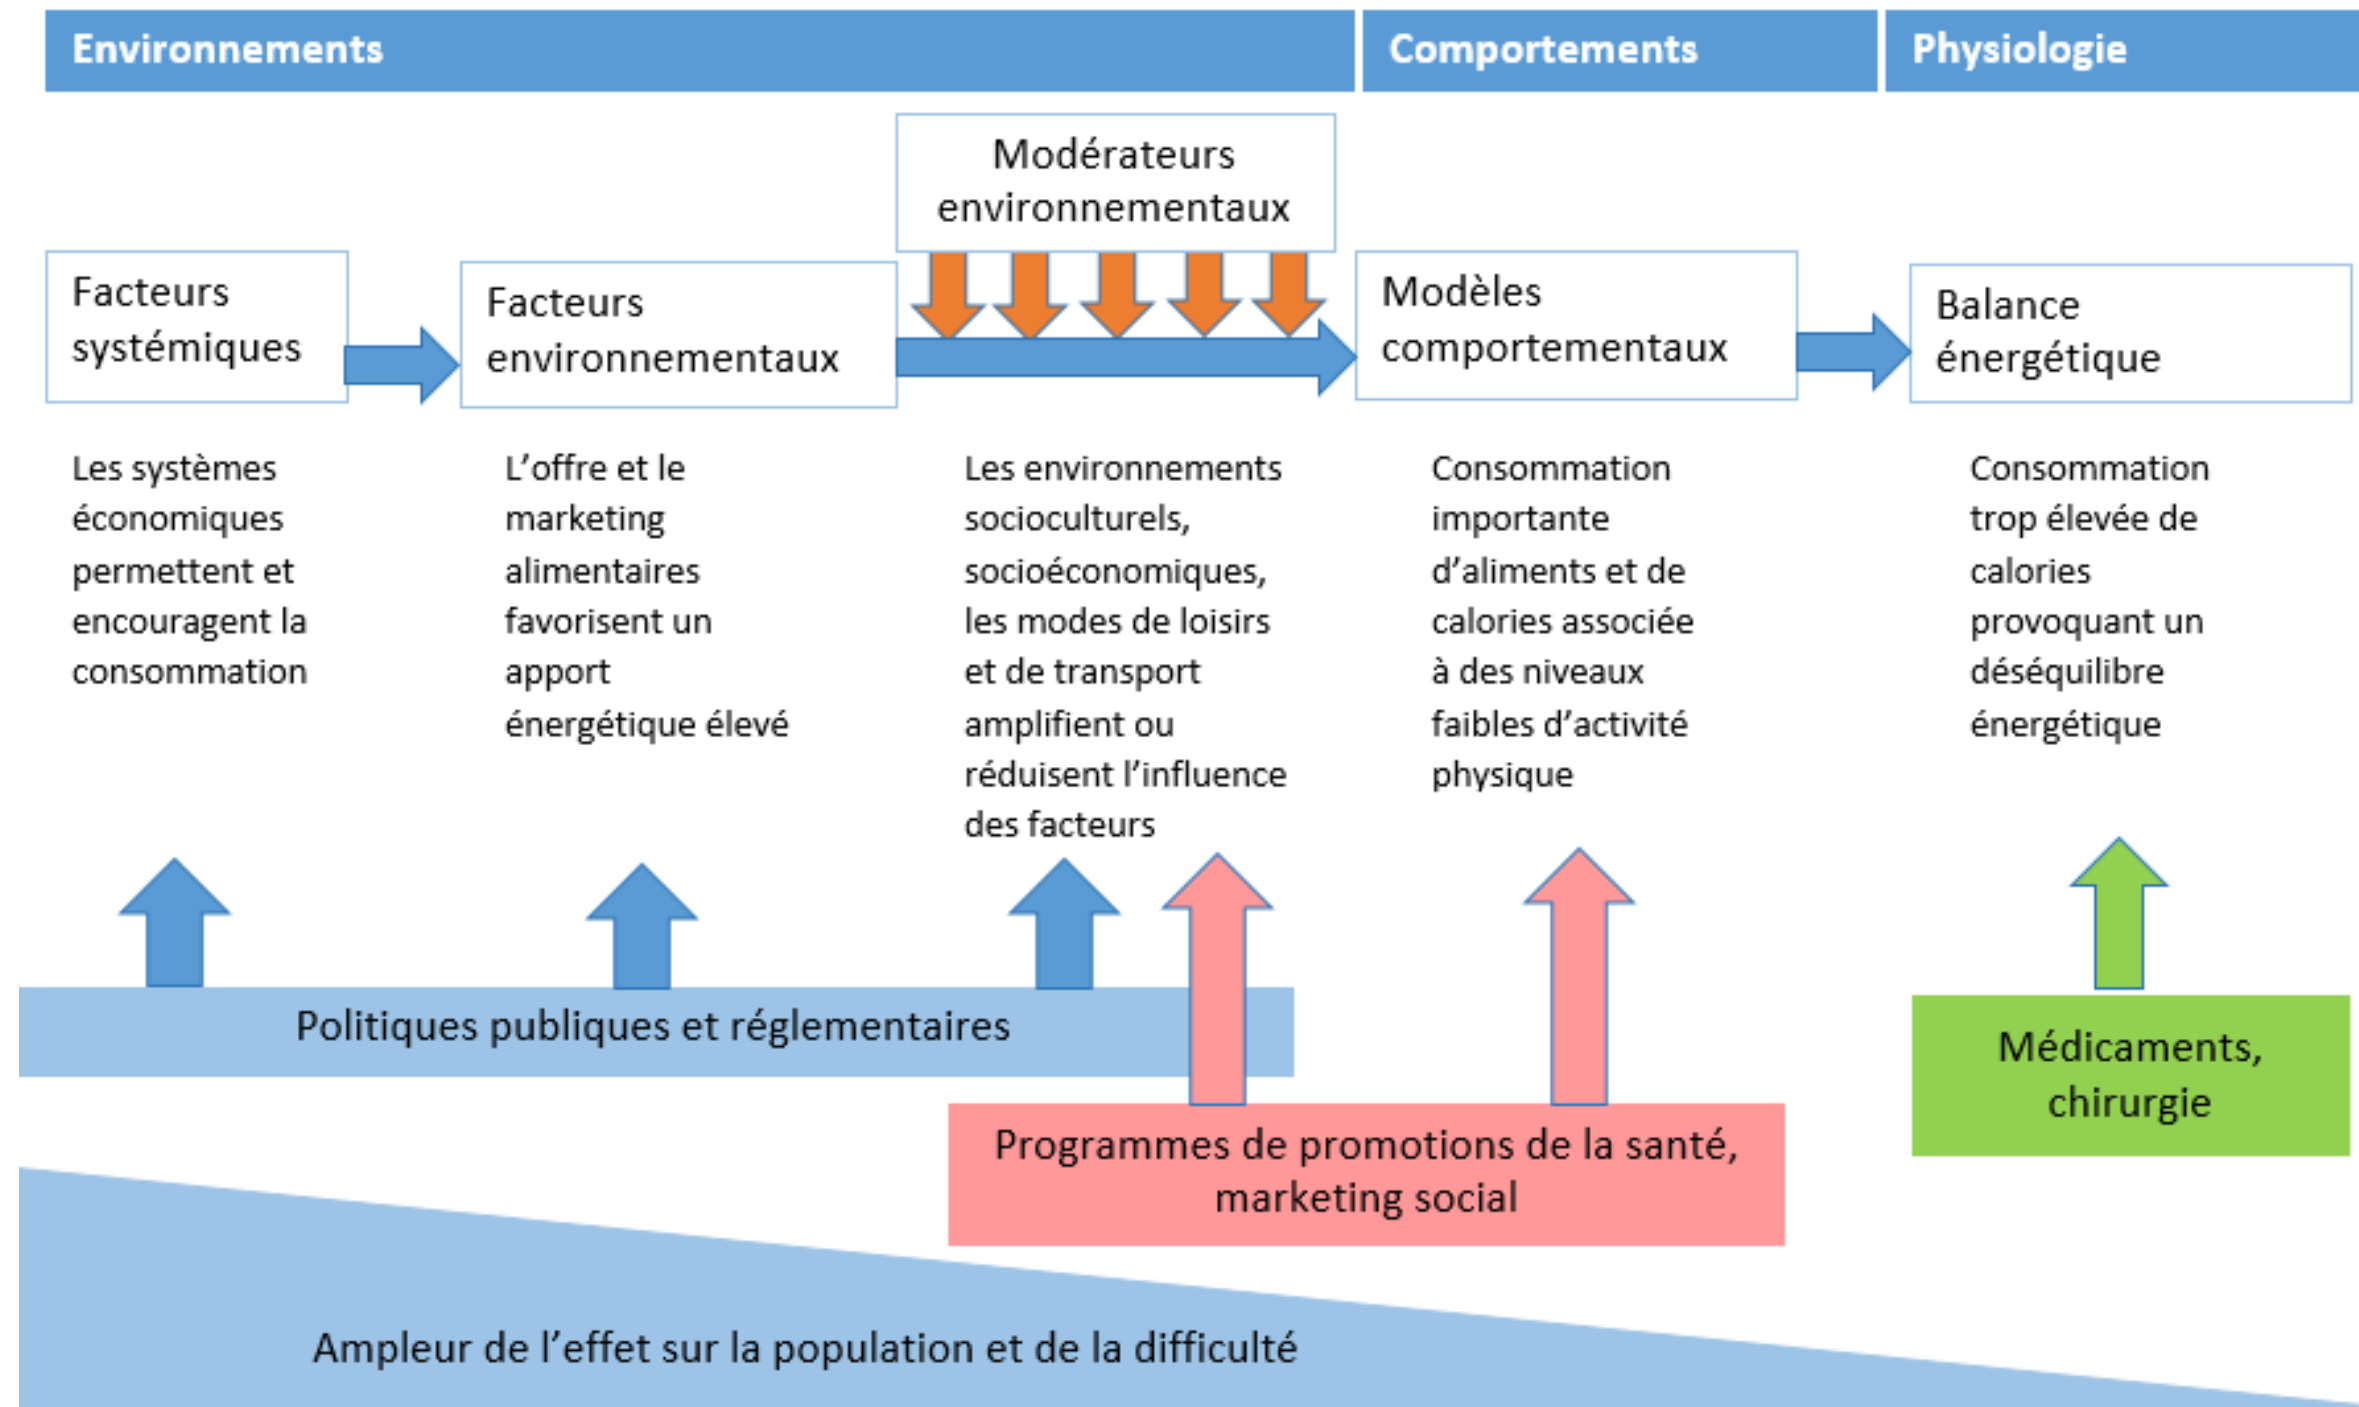 Environnements
Comportements
Physiologie
Modérateurs
environnementaux
Facteurs
systémiques
Facteurs
environnementaux
Modèles
comportementaux
Balance
énergétique
Les systèmes
économiques
permettent et
encouragent la
consommation
L’offre et le
marketing
alimentaires
favorisent un
apport
énergétique élevé
Les environnements
socioculturels,
socioéconomiques,
les modes de loisirs
et de transport
amplifient ou
réduisent l’influence
des facteurs
Consommation
importante
d’aliments et de
calories associée
à des niveaux
faibles d’activité
physique
Consommation
trop élevée de
calories
provoquant un
déséquilibre
énergétique
Politiques publiques et réglementaires
Programmes de promotions de la santé,
marketing social
Médicaments,
chirurgie
Ampleur de l’effet sur la population et de la difficulté